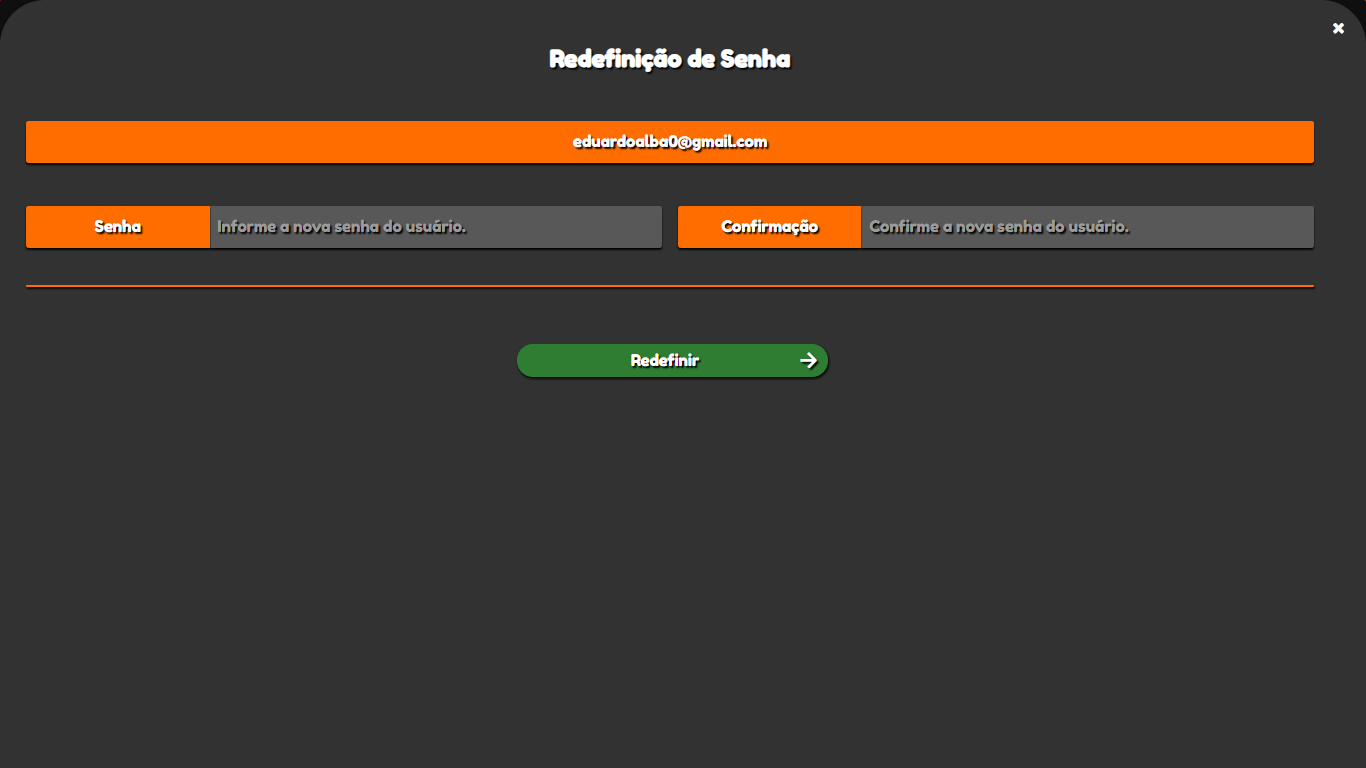 Redefinição de Senha
eduardoalba0@gmail.com
Senha Informe a nova senha do usuário. Confirmação Confirme a nova senha do usuário.
Redefinir